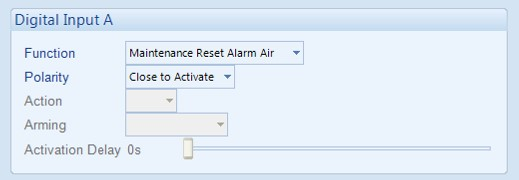 Digital Input A
Function Maintenance Reset Alarm Air
Polarity Close to Activate
Action
Arming
Activation Delay 0s